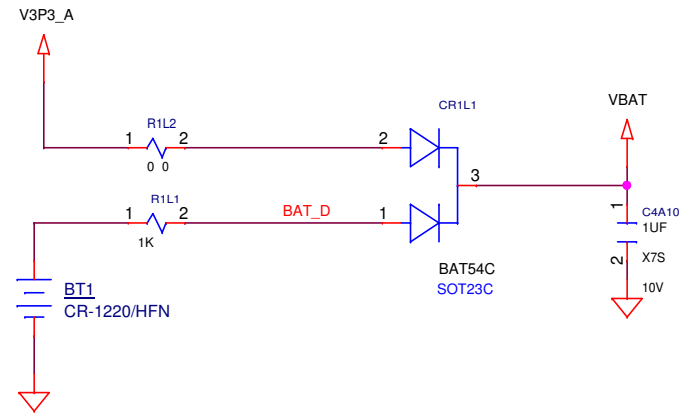 V3P3_A
CR1L1
VBAT
R1L2
1 2
2
0 0
3
R1L1
1 2
BAT_D
1
1K
1
C4A10
1UF
2
X7S
10V
BAT54C
SOT23C
BT1
CR-1220/HFN